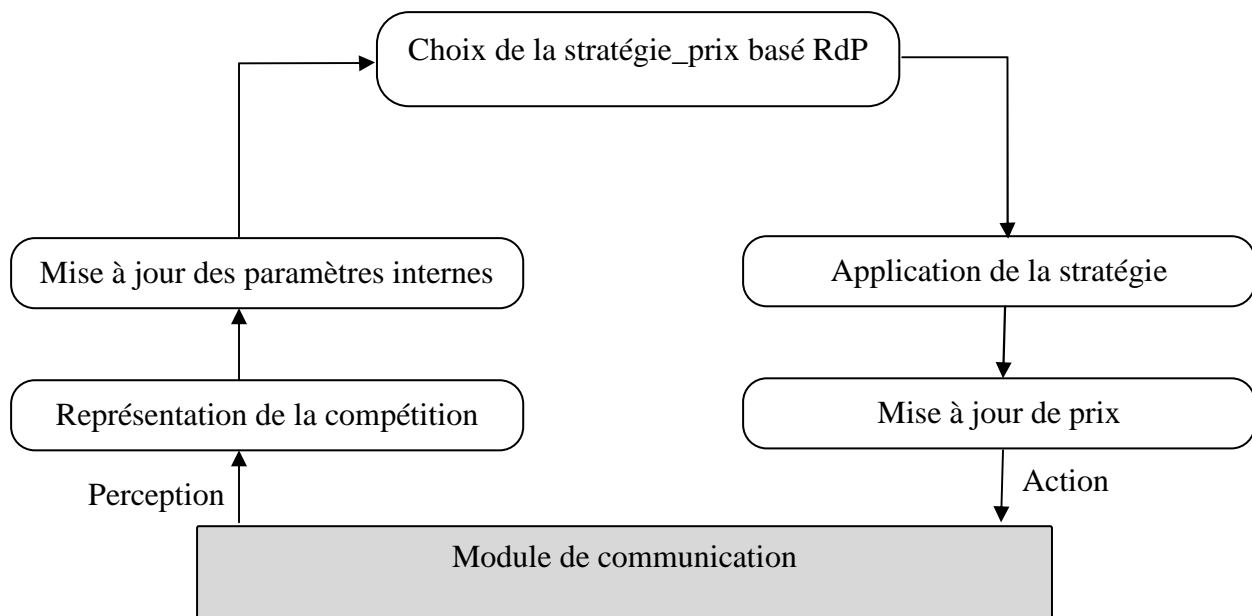 Choix de la stratégie_prix basé RdP
Mise à jour des paramètres internes
Application de la stratégie
Représentation de la compétition
Mise à jour de prix
Perception
Action
Module de communication